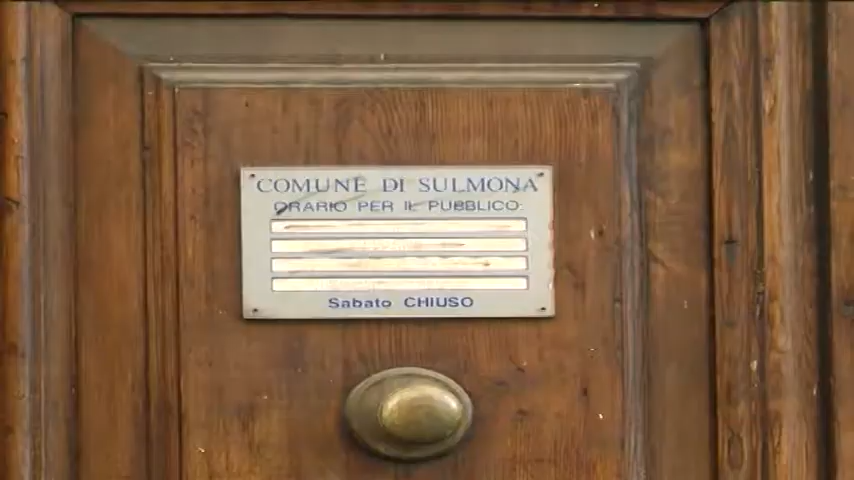 COMUNE DI SULMONA
ORARIO PER IL PUBBLICO:
Sabato CHIUSO